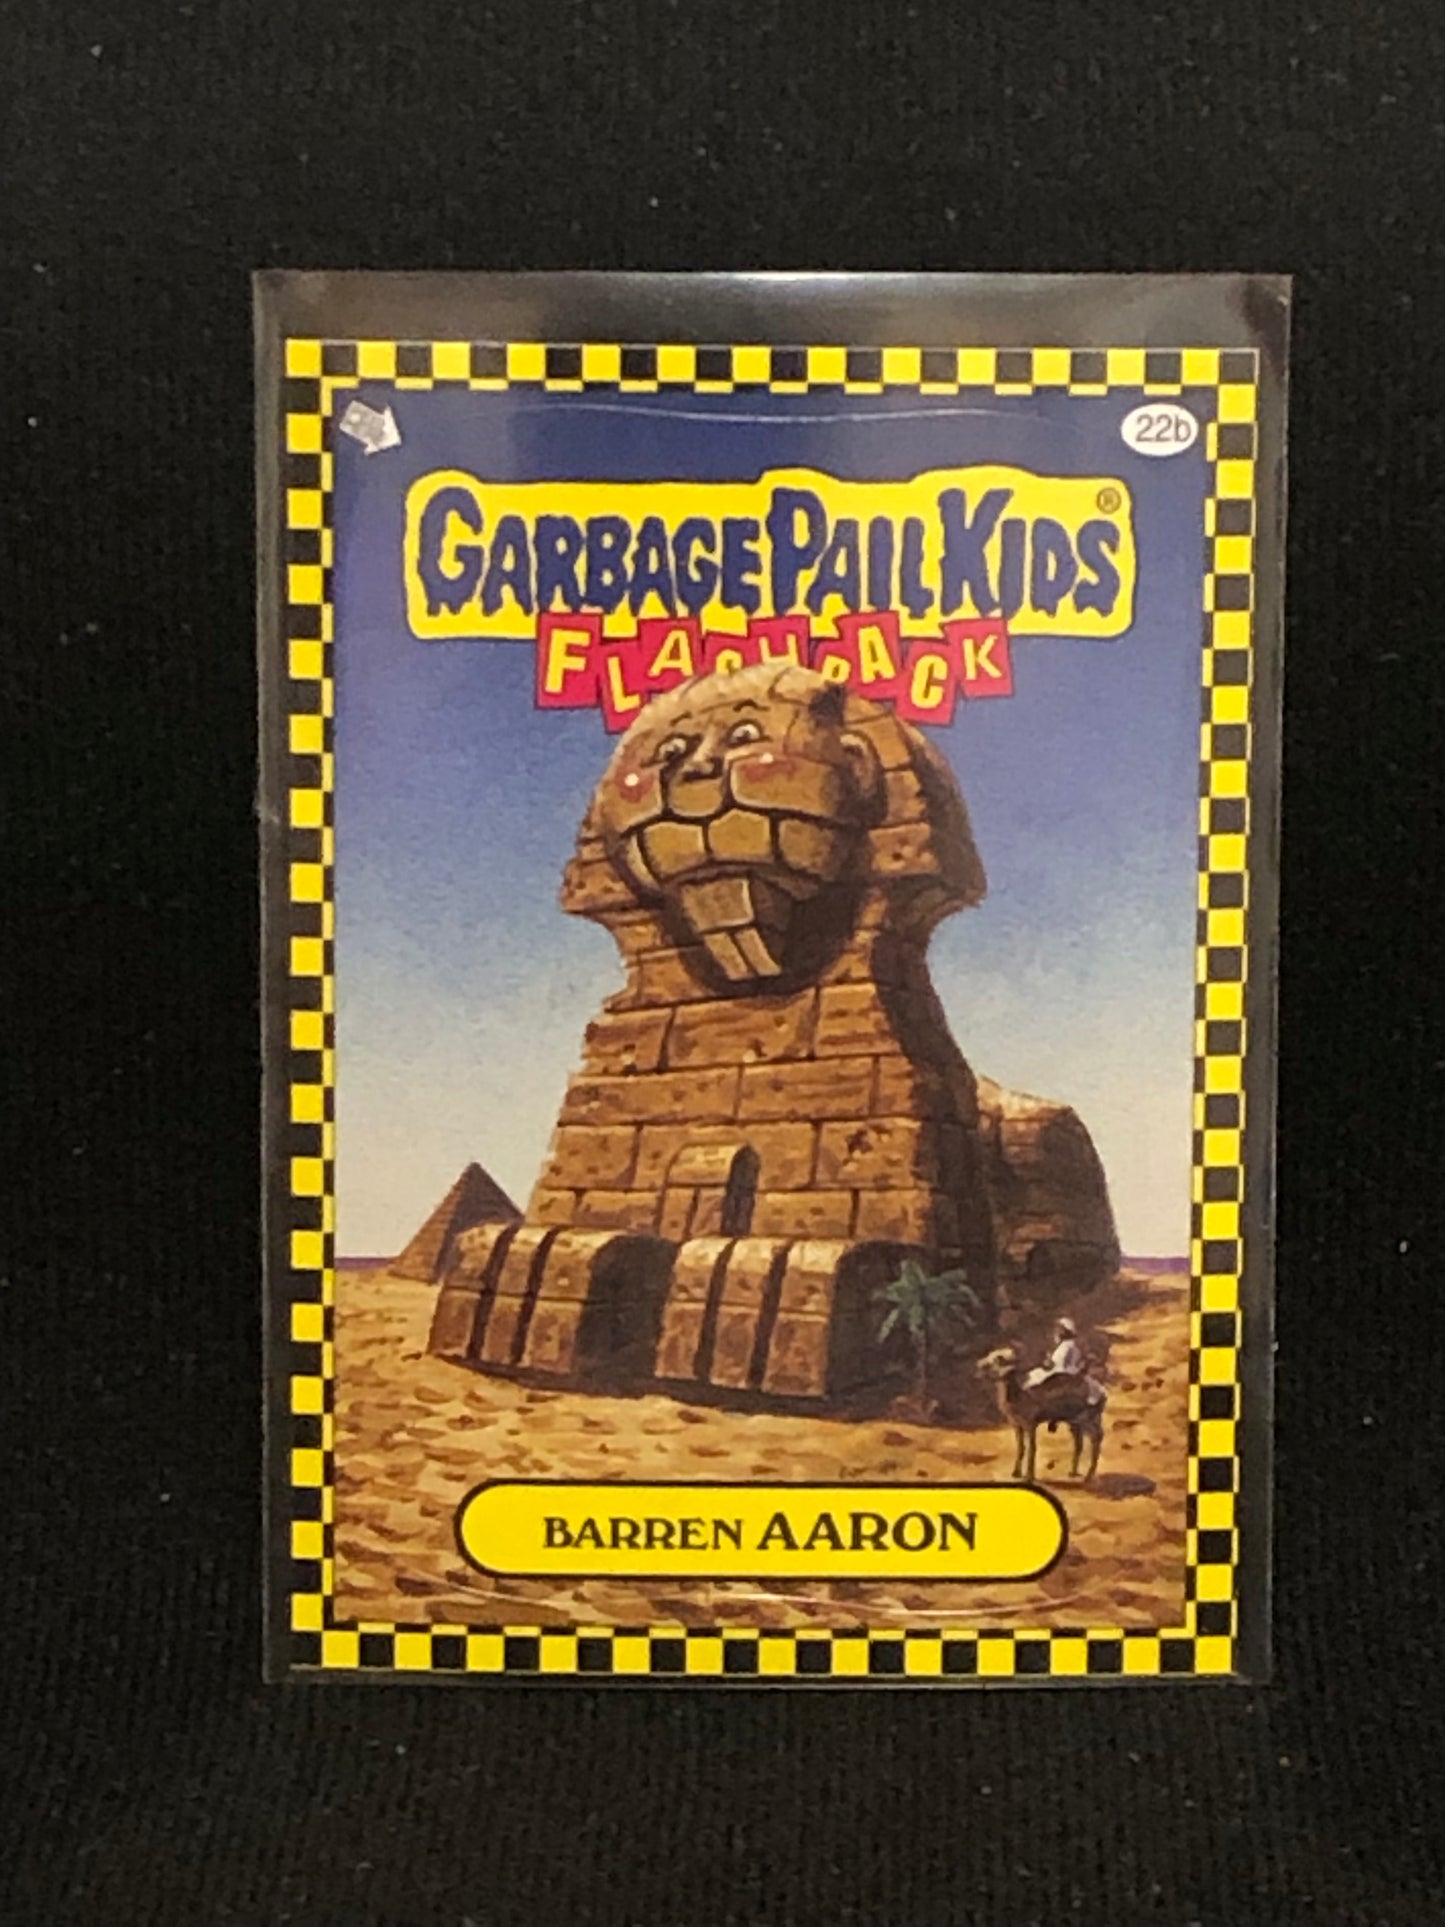 22b
GARBAGE PAIL KIDS®
FLASHBACK
BARREN AARON